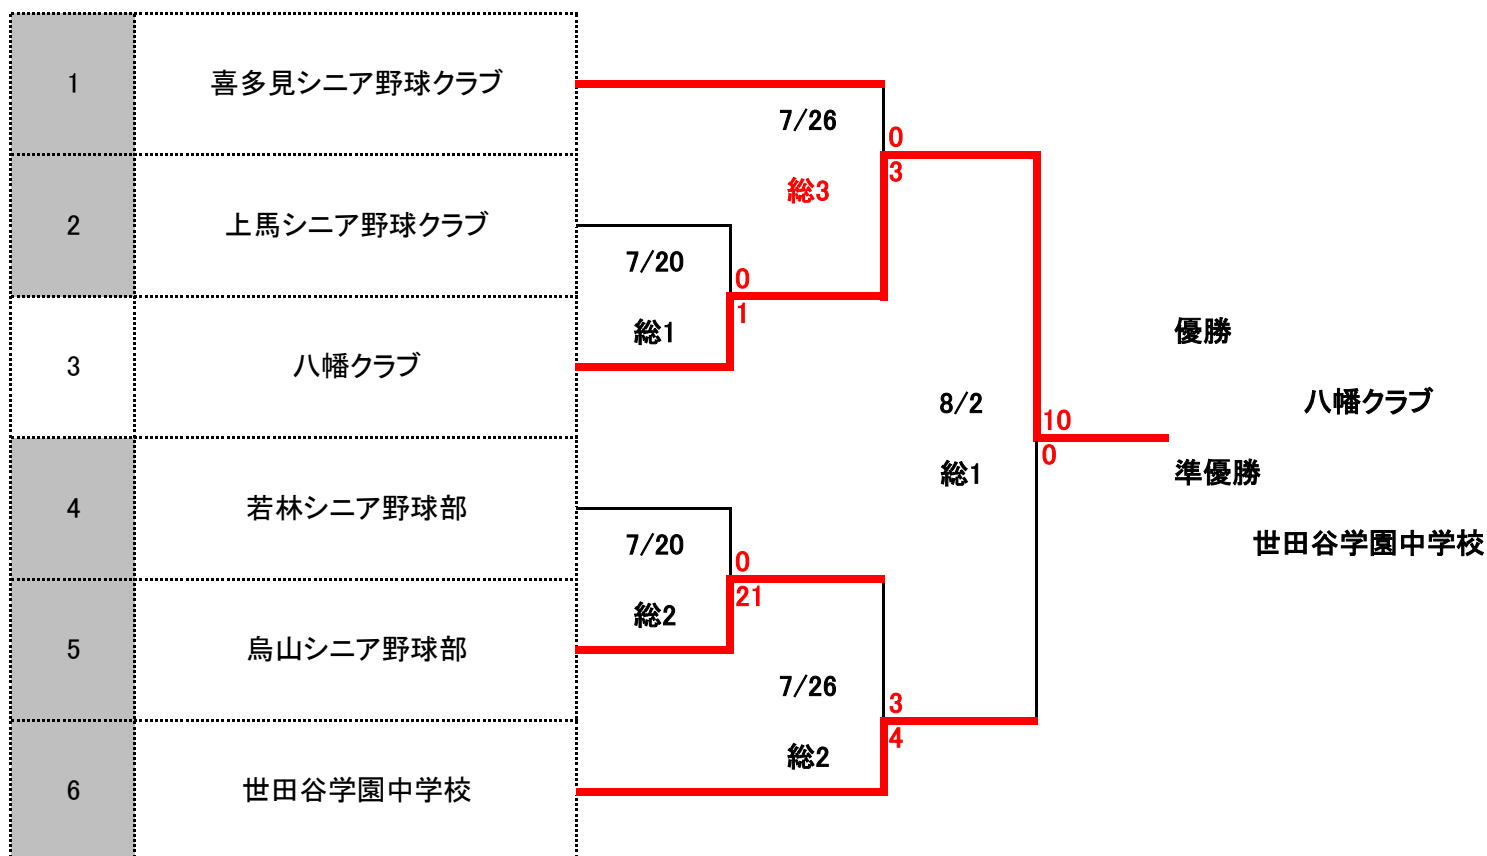 1
喜多見シニア野球クラブ
7/26
0
3
総3
2
上馬シニア野球クラブ
7/20
0
1
総1
3
八幡クラブ
優勝
八幡クラブ
8/2
10
0
総1
準優勝
世田谷学園中学校
4
若林シニア野球部
7/20
0
21
総2
5
烏山シニア野球部
7/26
3
4
総2
6
世田谷学園中学校